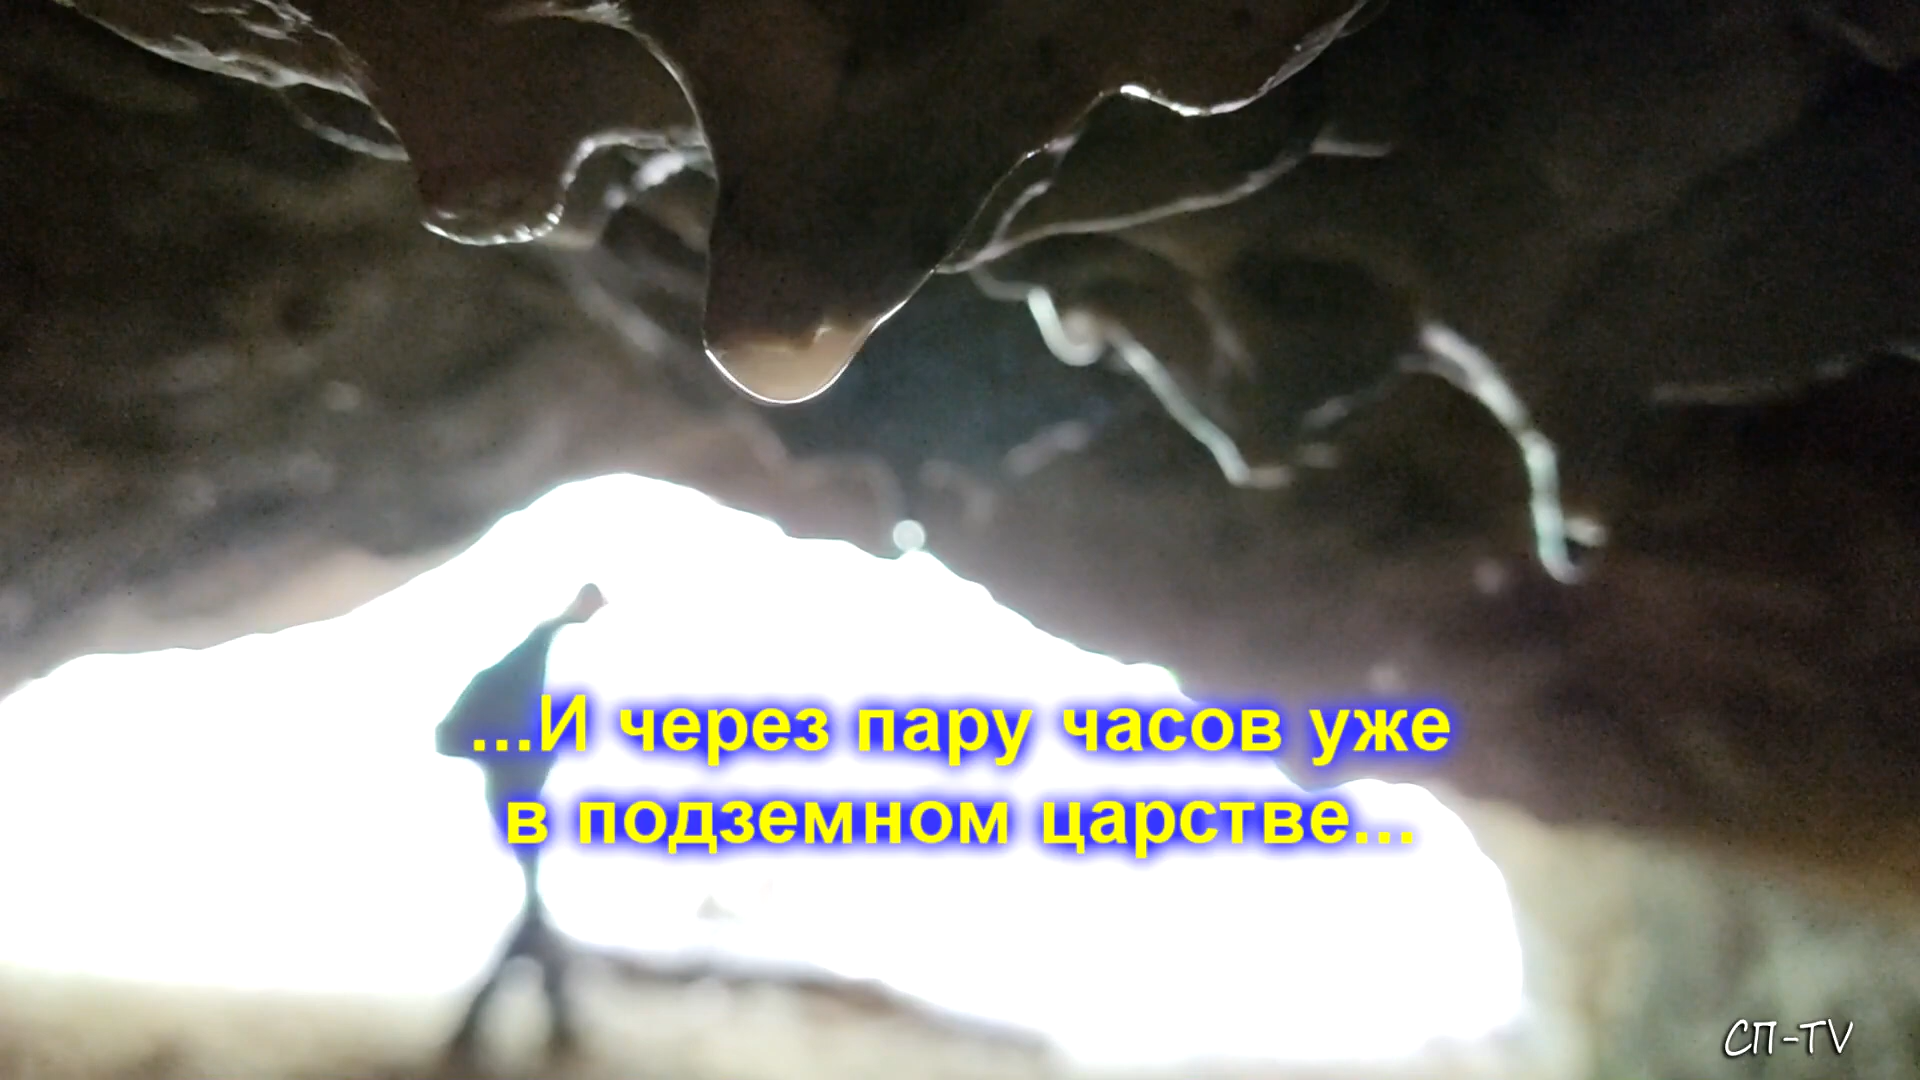 ...И через пару часов уже
в подземном царстве...
СП-TV